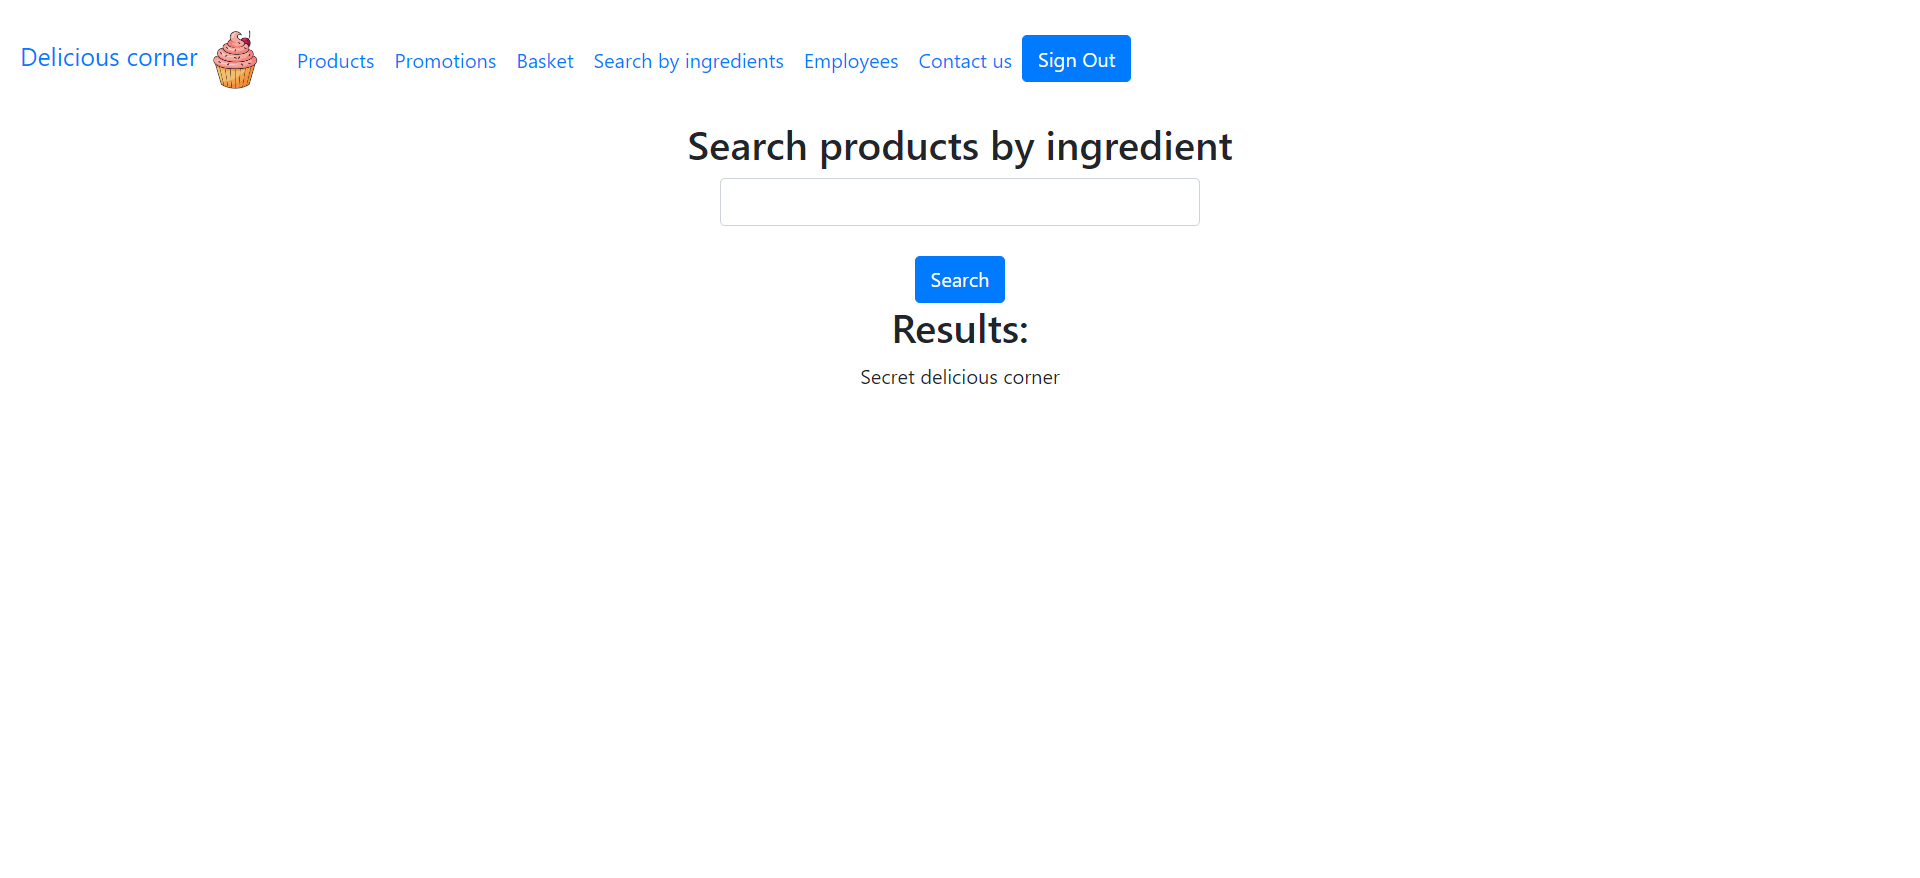 Delicious corner Products Promotions Basket Search by ingredients Employees Contact us Sign Out
Search products by ingredient
Search
Results:
Secret delicious corner